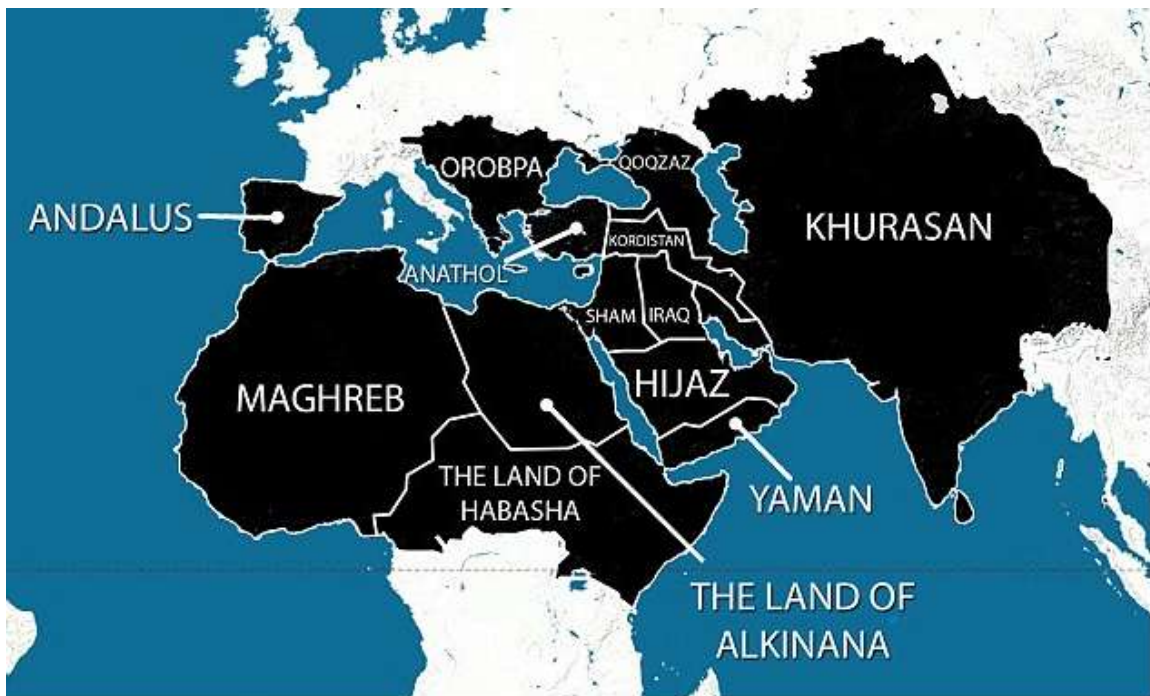 OROBPA
QOQZAZ
ANDALUS
KHURASAN
KORDISTAN
ANATHOL
SHAM
IRAQ
HIJAZ
MAGHREB
THE LAND OF
HABASHA
YAMAN
THE LAND OF
ALKINANA